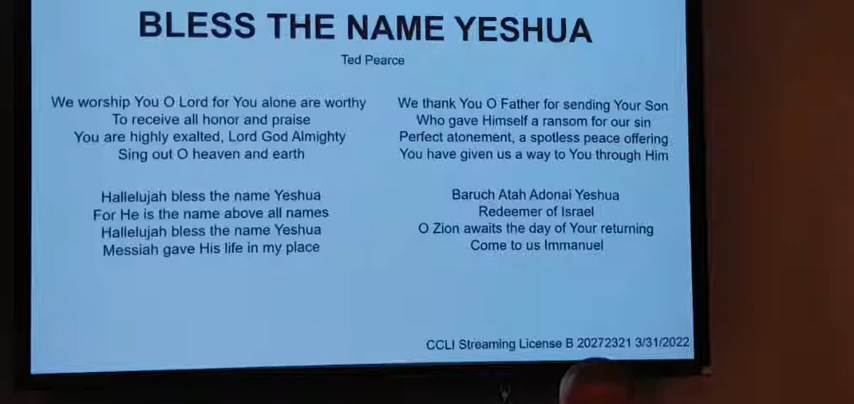 BLESS THE NAME YESHUA
Ted Pearce
We worship You O Lord for You alone are worthy
To receive all honor and praise
You are highly exalted, Lord God Almighty
Sing out O heaven and earth
Hallelujah bless the name Yeshua
For He is the name above all names
Hallelujah bless the name Yeshua
Messiah gave His life in my place
We thank You O Father for sending Your Son
Who gave Himself a ransom for our sin
Perfect atonement, a spotless peace offering
You have given us a way to You through Him
Baruch Atah Adonai Yeshua
Redeemer of Israel
O Zion awaits the day of Your returning
Come to us Immanuel
CCLI Streaming License B 20272321 3/31/2022